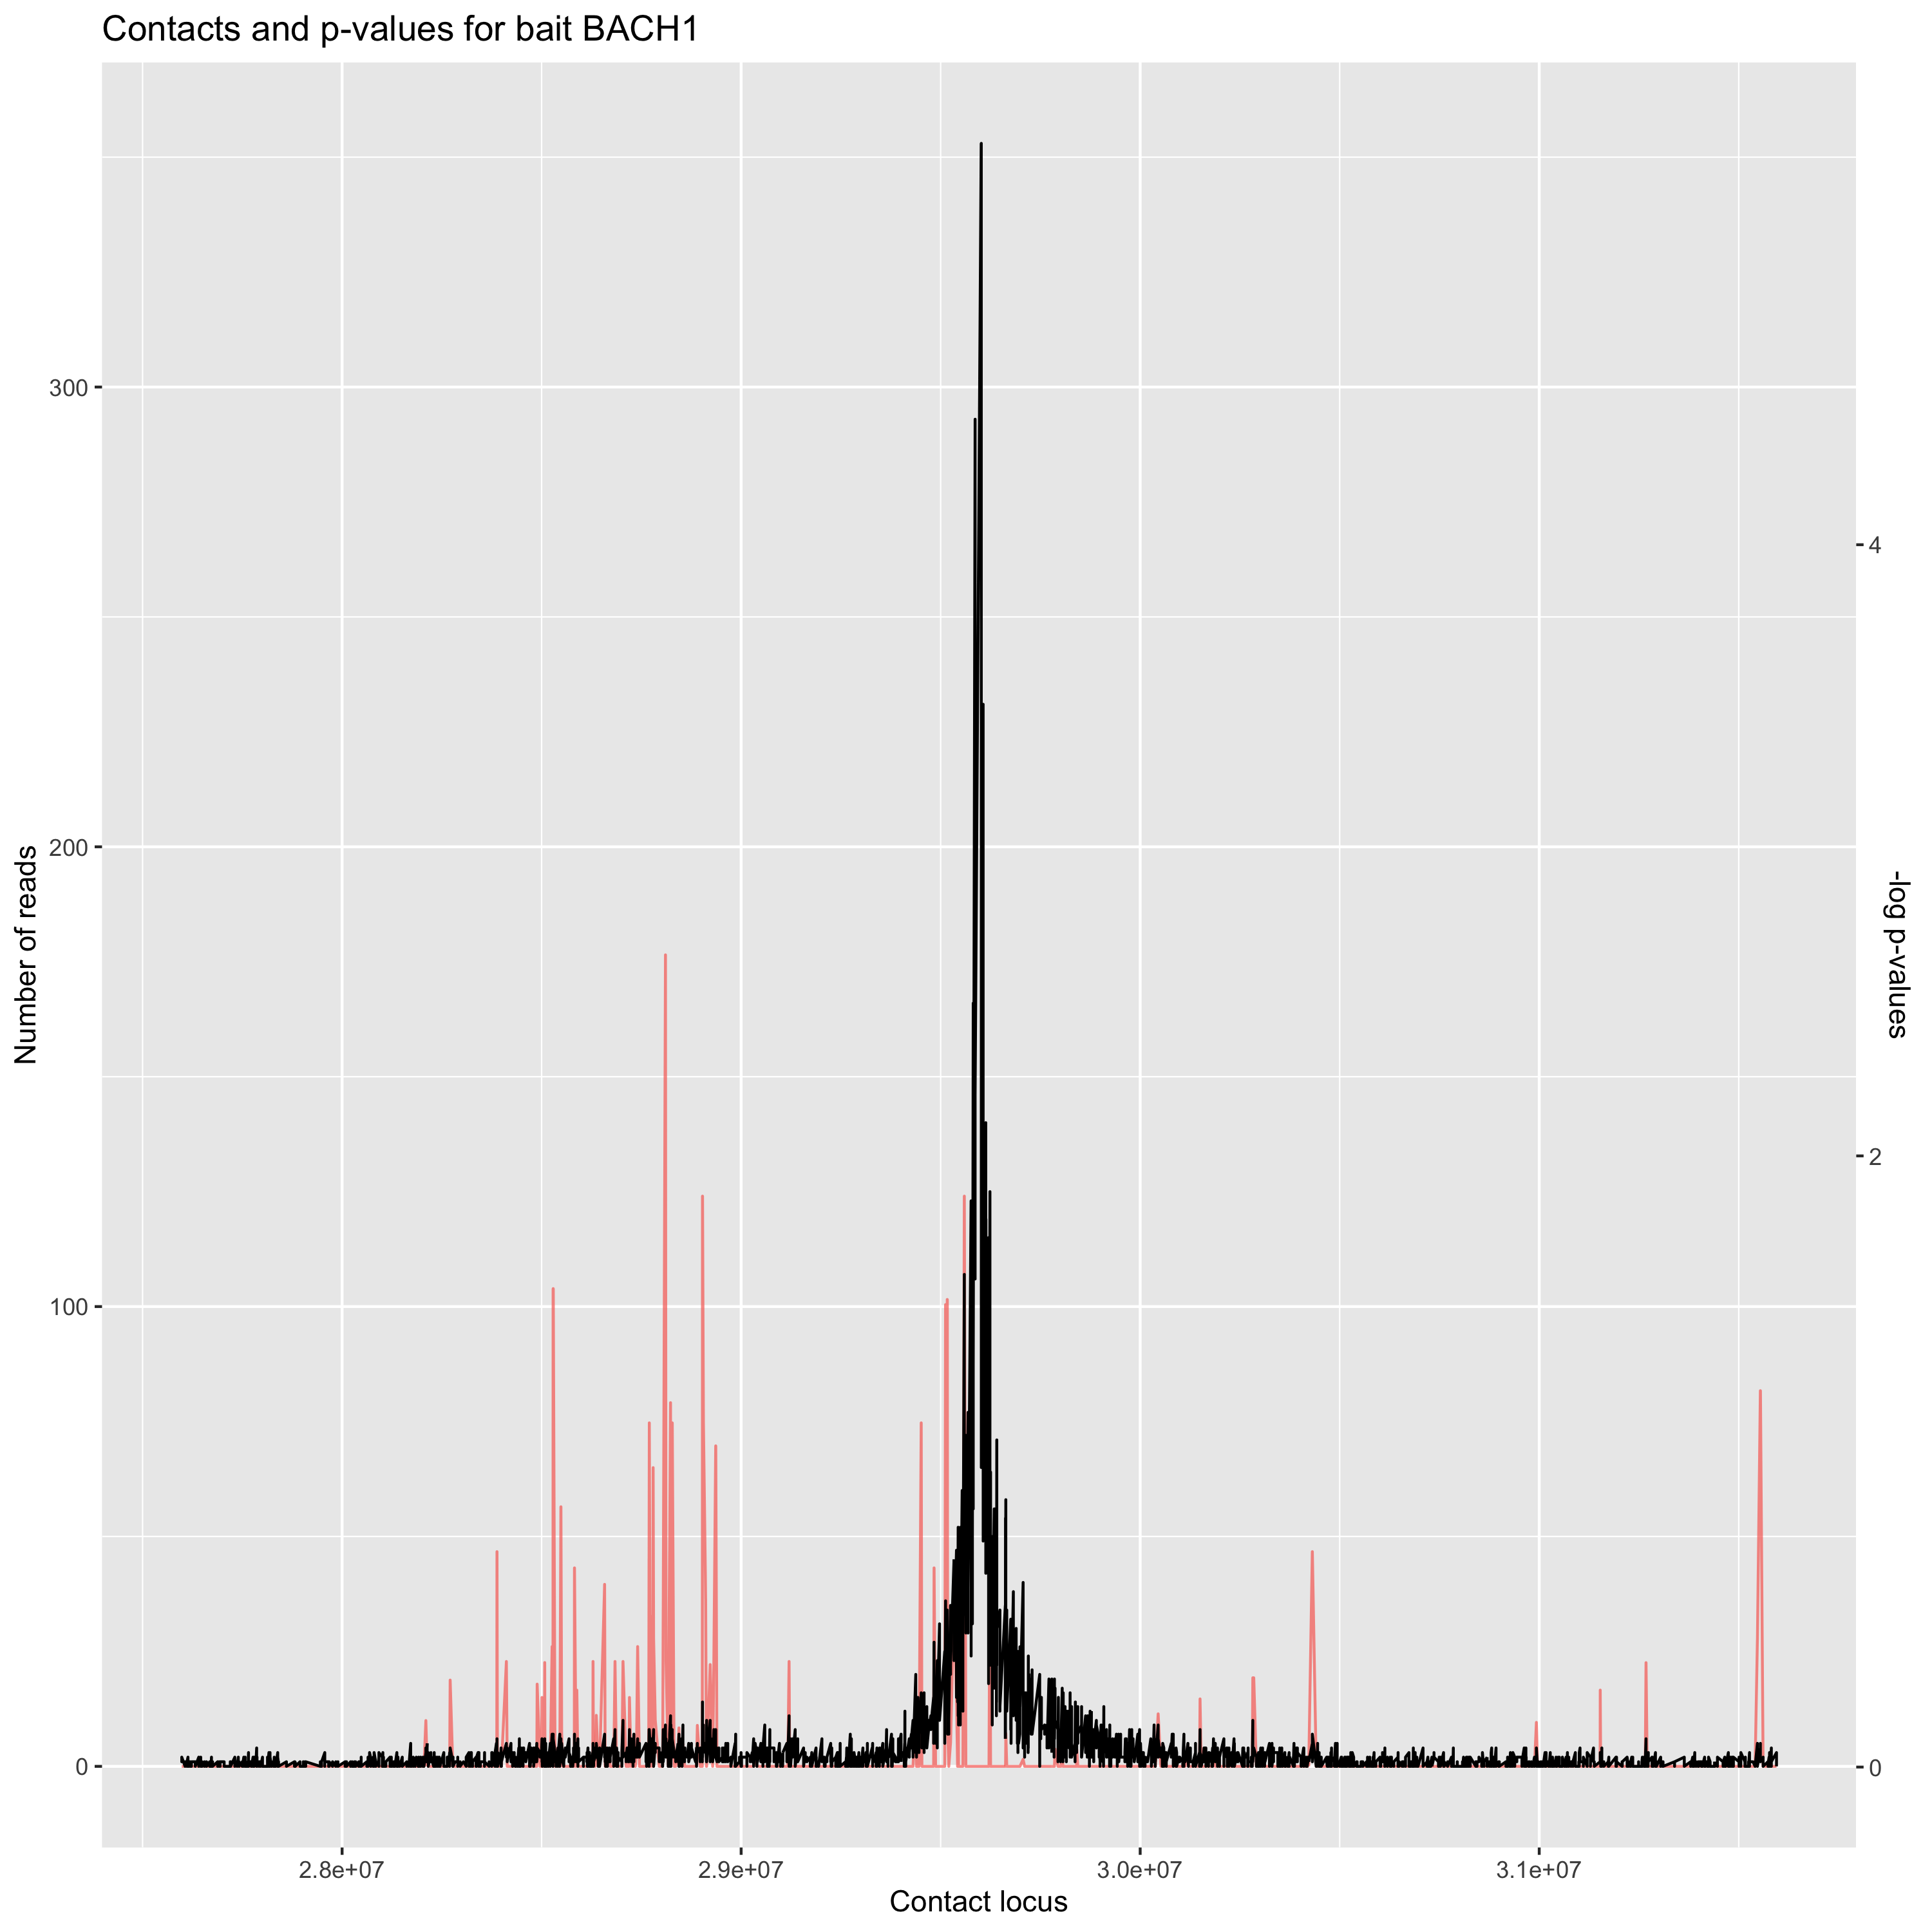 Contacts and p-values for bait BACH1
Number of reads
300
200
100
0
4
2
0
-log p-values
2.8e+07
2.9e+07
3.0e+07
3.1e+07
Contact locus